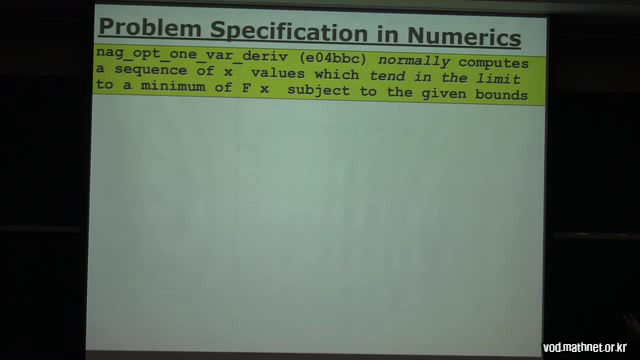 Problem Specification in Numerics
nag_opt_one_var_deriv (e04bbc) normally computes
a sequence of x values which tend in the limit
to a minimum of F x subject to the given bounds
vod.mathnet.or.kr